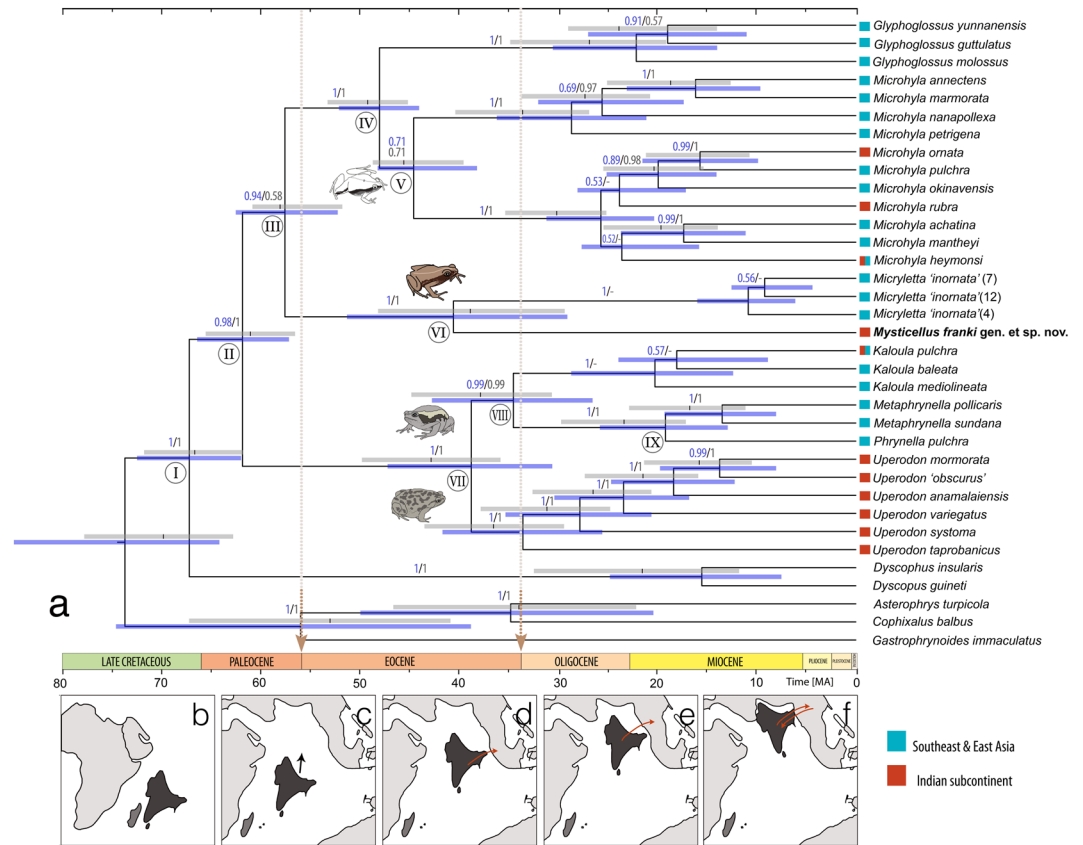 0.91/0.57
Glyphoglossus yunnanensis
1/1
Glyphoglossus guttulatus
Glyphoglossus molossus
1/1
Microhyla annectens
0.69/0.97
1/1
Microhyla marmorata
1/1
Microhyla nanapollexa
IV
Microhyla petrigena
0.71
0.71
0.99/1
Microhyla ornata
0.89/0.98
Microhyla pulchra
V
0.53/-
Microhyla okinavensis
0.94/0.58
Microhyla rubra
1/1
0.99/1
Microhyla achatina
III
0.52/-
Microhyla mantheyi
Microhyla heymonsi
0.56/-
Micryletta ‘inornata’ (7)
1/1
1/-
Micryletta ‘inornata’(12)
Micryletta ‘inornata’(4)
0.98/1
VI
Mysticellus franki gen. et sp. nov.
II
0.57/-
Kaloula pulchra
1/-
Kaloula baleata
0.99/0.99
Kaloula mediolineata
1/1
Metaphrynella pollicaris
VIII
1/1
Metaphrynella sundana
1/1
IX
Phrynella pulchra
1/1
0.99/1
Uperodon mormorata
I
1/1
VII
Uperodon ‘obscurus’
1/1
Uperodon anamalaiensis
1/1
Uperodon variegatus
1/1
Uperodon systoma
Uperodon taprobanicus
1/1
Dyscophus insularis
Dyscopus guineti
a
1/1
Asterophrys turpicola
1/1
Cophixalus balbus
Gastrophrynoides immaculatus
LATE CRETACEOUS PALEOCENE EOCENE OLIGOCENE MIOCENE PLIOCENE PLEISTOCENE
80 70 60 50 40 30 20 10 Time [MA] 0
b c d e f
Southeast & East Asia
Indian subcontinent